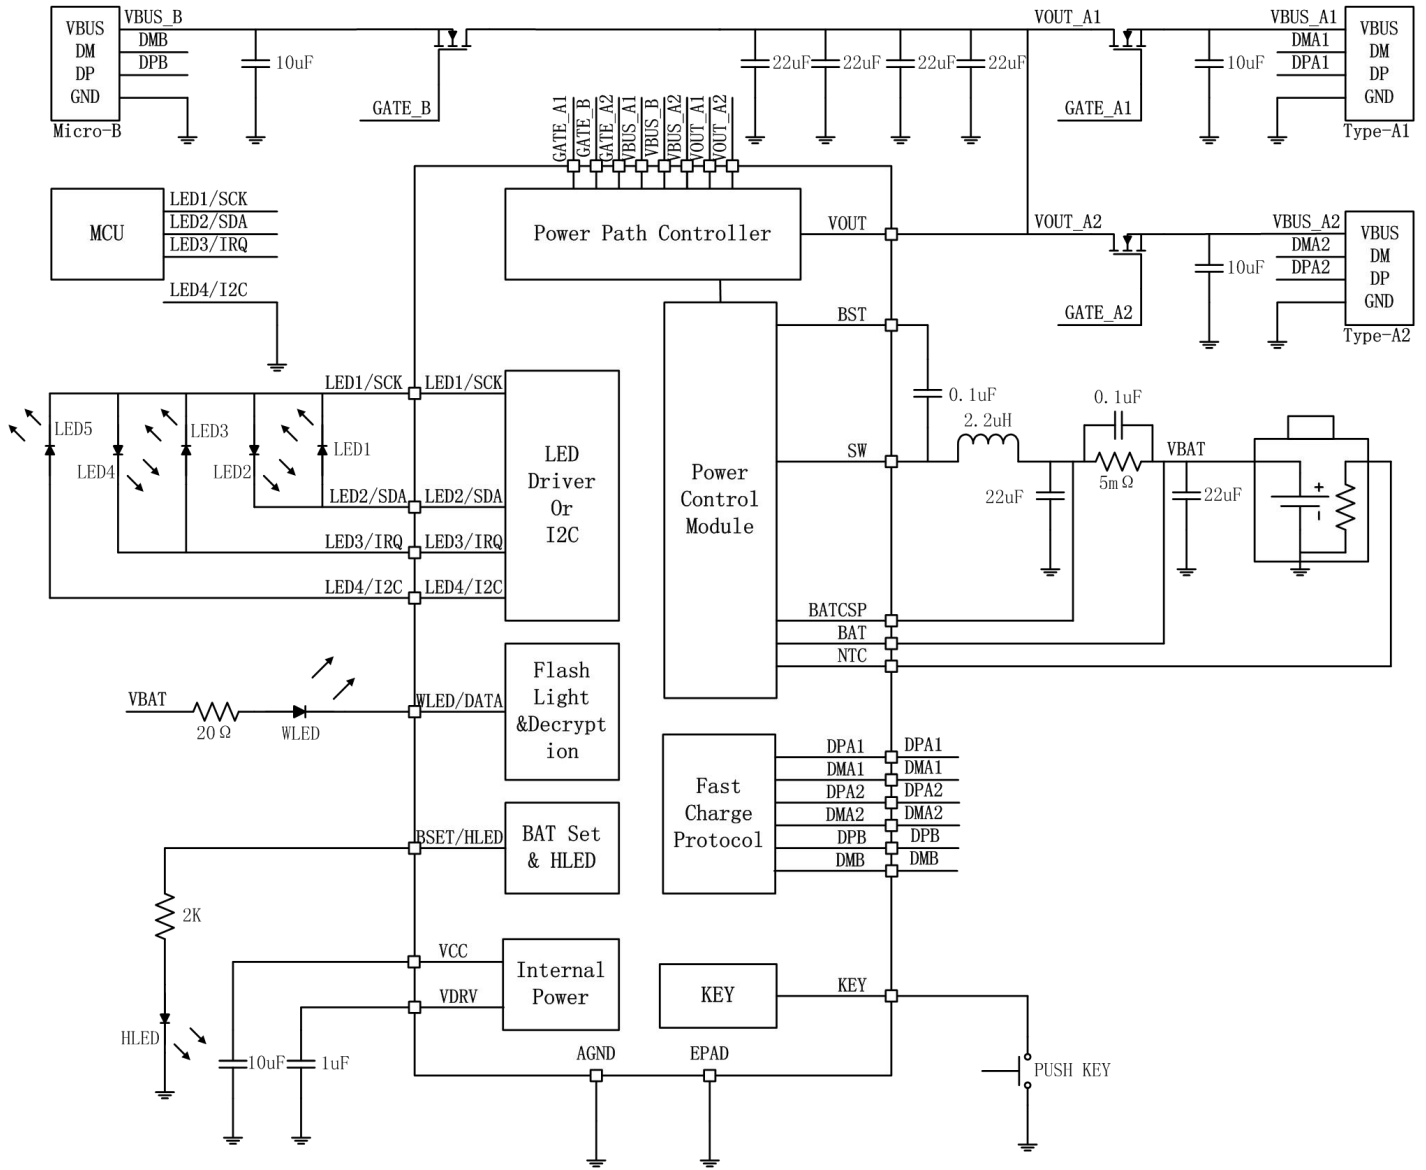 VBUS
DM
DP
GND
Micro-B
VBUS_B
DMB
DPB
10uF
GATE_B
22uF
22uF
22uF
22uF
VOUT_A1
GATE_A1
VBUS_A1
DMA1
DPA1
10uF
VBUS
DM
DP
GND
Type-A1
GATE_A1
GATE_B
GATE_A2
VBUS_A1
VBUS_B
VBUS_A2
VOUT_A1
VOUT_A2
MCU
LED1/SCK
LED2/SDA
LED3/IRQ
LED4/I2C
Power Path Controller
VOUT
VOUT_A2
GATE_A2
VBUS_A2
DMA2
DPA2
10uF
VBUS
DM
DP
GND
Type-A2
BST
0.1uF
2.2uH
0.1uF
SW
VBAT
5mΩ
22uF
22uF
+
-
Power
Control
Module
BATCSP
BAT
NTC
LED1/SCK
LED1/SCK
LED5
LED4
LED3
LED2
LED1
LED2/SDA
LED2/SDA
LED3/IRQ
LED3/IRQ
LED4/I2C
LED4/I2C
LED
Driver
Or
I2C
VBAT
20Ω
WLED
WLED/DATA
Flash
Light
&Decrypt
ion
Fast
Charge
Protocol
DPA1
DPA1
DMA1
DMA1
DPA2
DPA2
DMA2
DMA2
DPB
DPB
DMB
DMB
BSET/HLED
BAT Set
& HLED
2K
HLED
VCC
VDRV
Internal
Power
10uF
1uF
KEY
KEY
PUSH KEY
AGND
EPAD